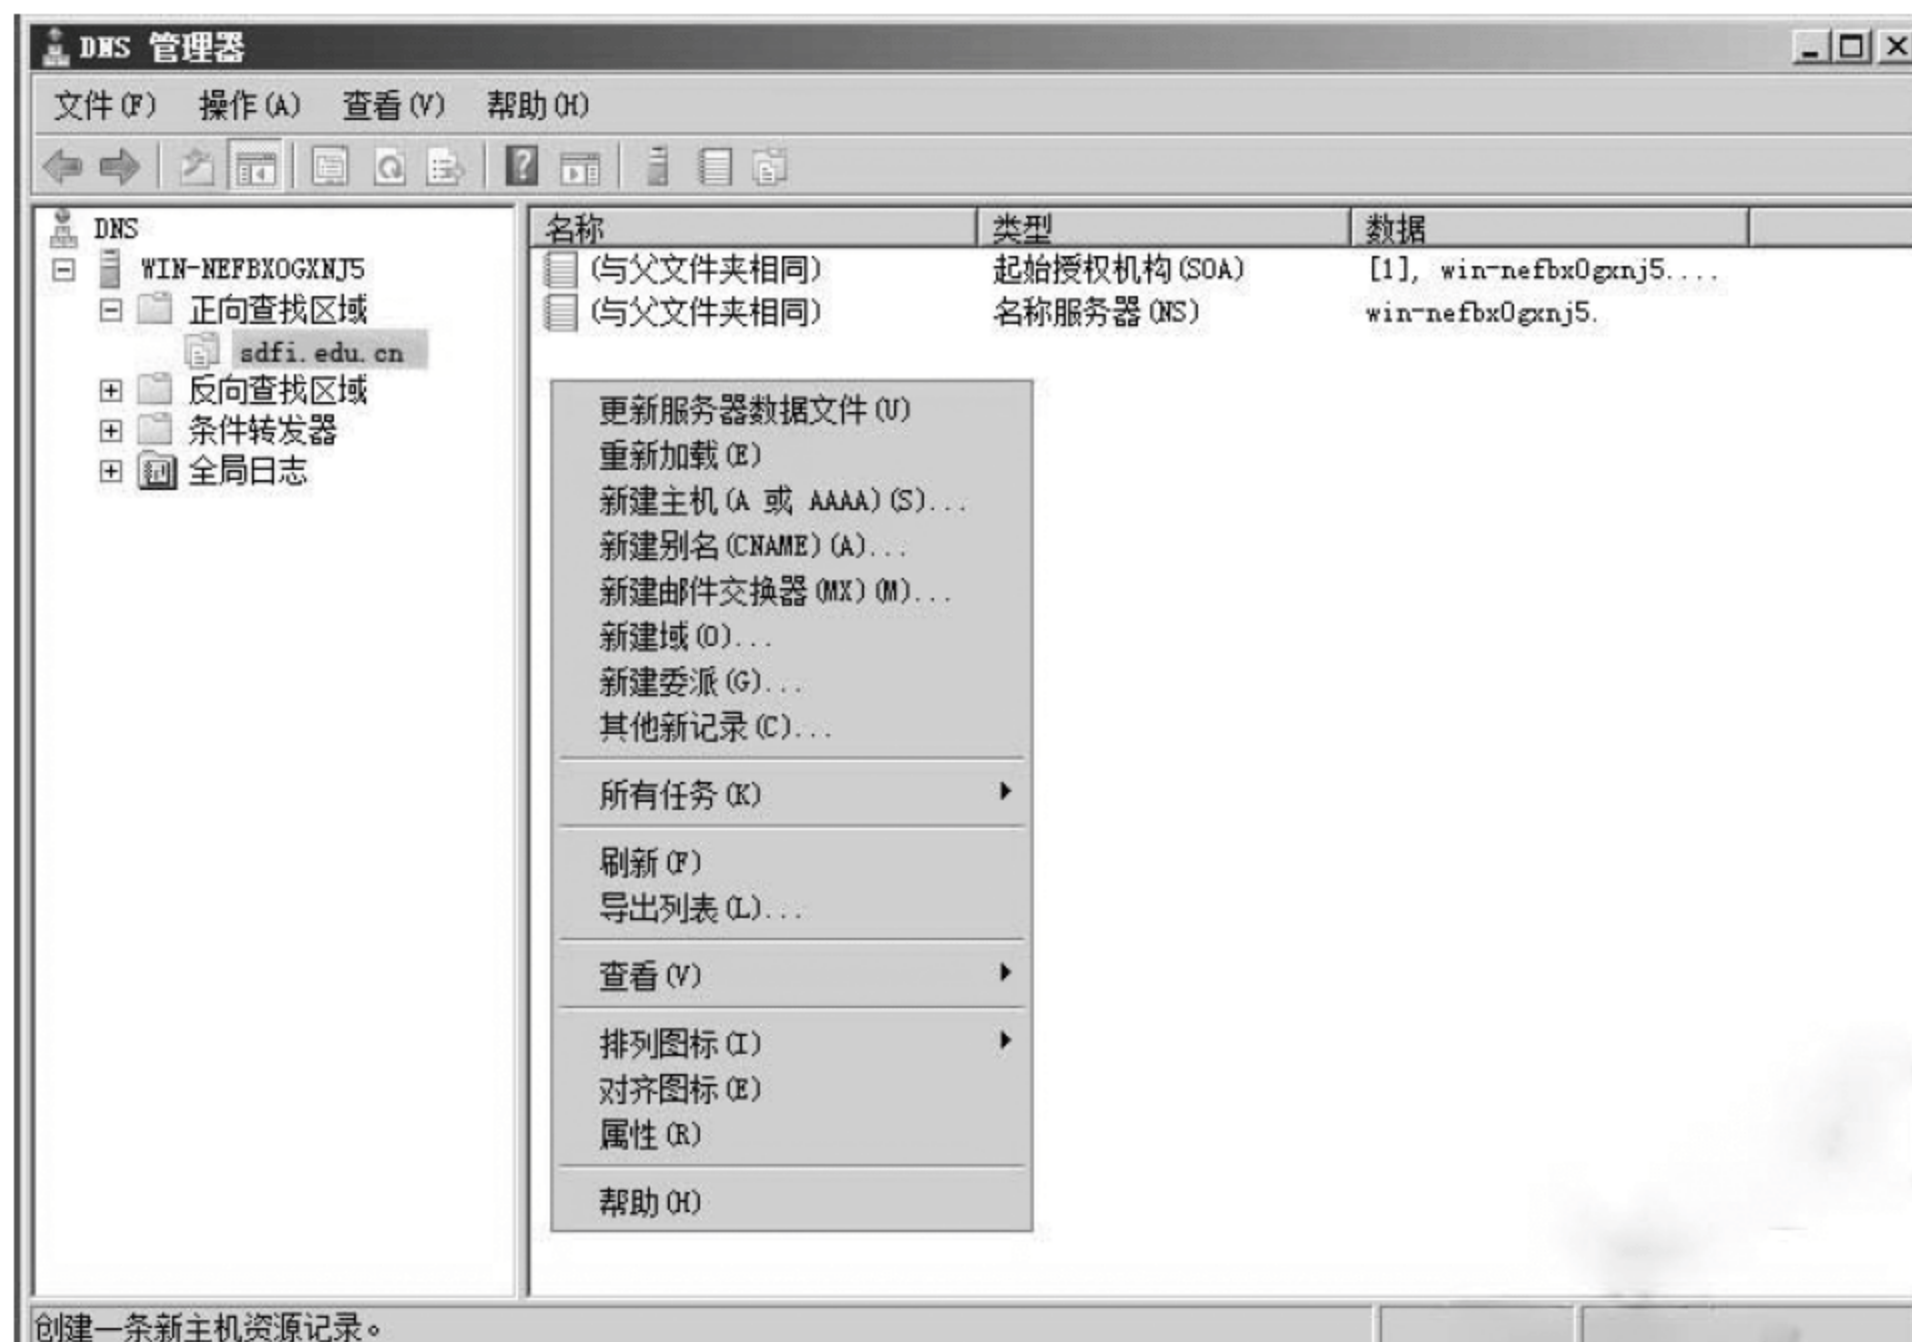 DNS 管理器
文件(F) 操作(A) 查看(V) 帮助(H)
DNS
WIN-NEFBX0GXNJ5
正向查找区域
sdfi.edu.cn
反向查找区域
条件转发器
全局日志
名称 类型 数据
(与父文件夹相同) 起始授权机构(SOA) [1], win-nefbx0gxnj5....
(与父文件夹相同) 名称服务器(NS) win-nefbx0gxnj5.
更新服务器数据文件(U)
重新加载(E)
新建主机(A 或 AAAA)(S)...
新建别名(CNAME)(A)...
新建邮件交换器(MX)(M)...
新建域(O)...
新建委派(G)...
其他新记录(C)...
所有任务(K)
刷新(F)
导出列表(L)...
查看(V)
排列图标(I)
对齐图标(E)
属性(R)
帮助(H)
创建一条新主机资源记录。